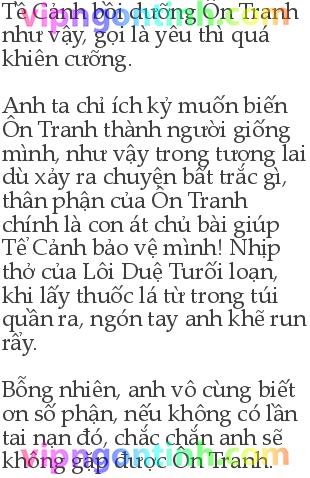 Tề Cảnh bồi dưỡng Ôn Tranh
như vậy, gọi là yêu thì quá
khiên cưỡng.
Anh ta chỉ ích kỷ muốn biến
Ôn Tranh thành người giống
mình, như vậy trong tương lai
dù xảy ra chuyện bất trắc gì,
thân phận của Ôn Tranh
chính là con át chủ bài giúp
Tể Cảnh bảo vệ mình! Nhịp
thở của Lôi Duệ Turối loạn,
khi lấy thuốc lá từ trong túi
quần ra, ngón tay anh khẽ run
rẩy.
Bỗng nhiên, anh vô cùng biết
ơn số phận, nếu không có lần
tai nạn đó, chắc chắn anh sẽ
không gặp được Ôn Tranh.
vipngontinh.com
vipngontinh.com